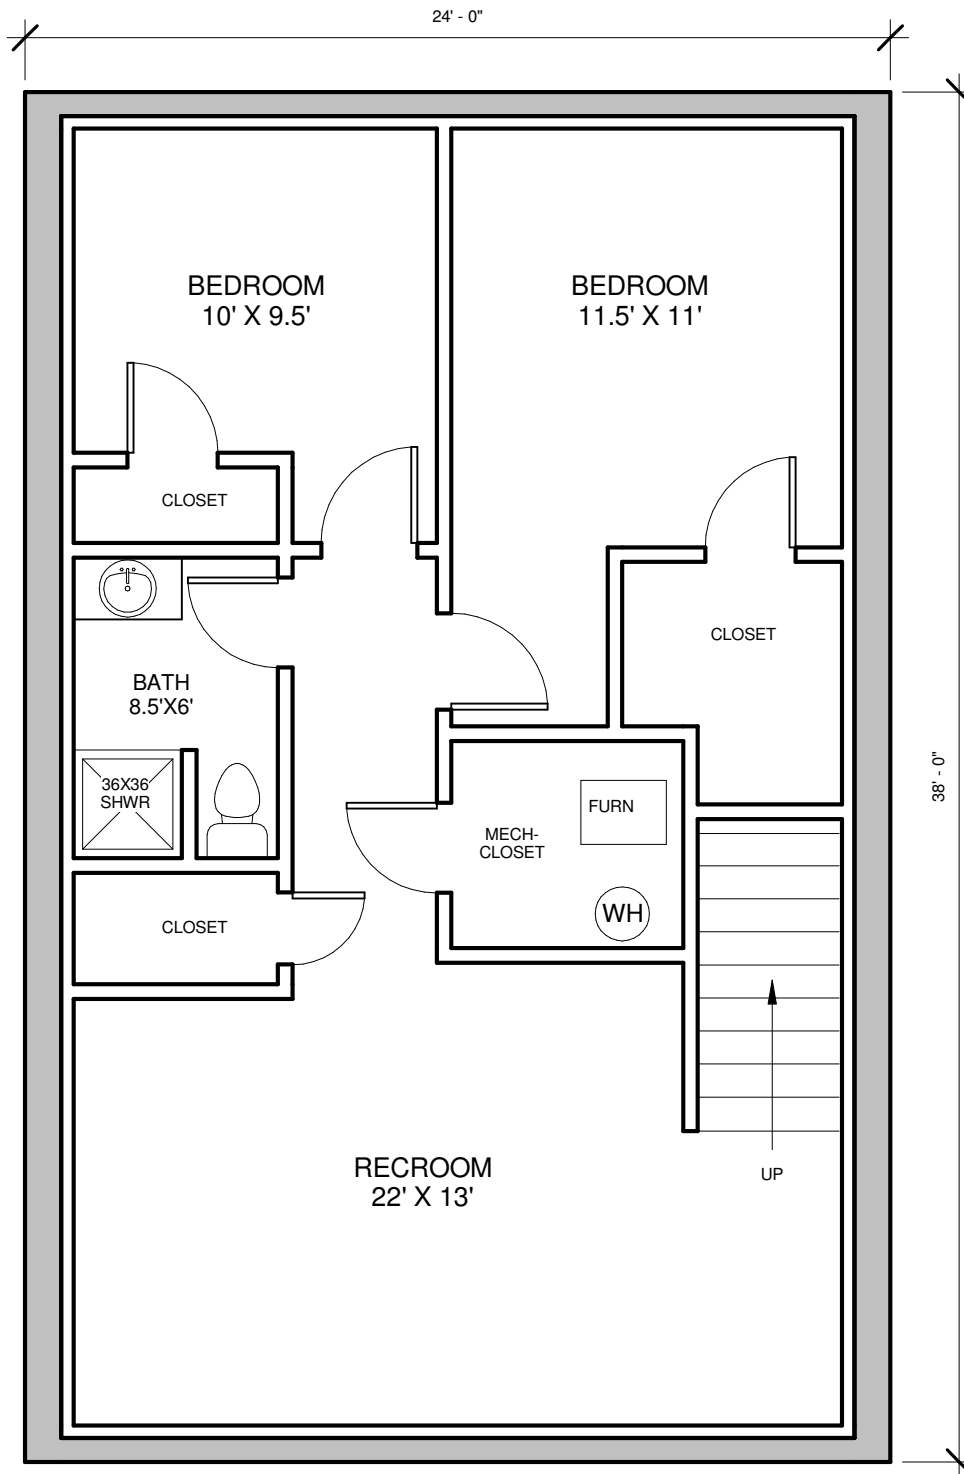 24' - 0"
BEDROOM
10' X 9.5'
BEDROOM
11.5' X 11'
CLOSET
CLOSET
BATH
8.5'X6'
36X36
SHWR
FURN
MECH-
CLOSET
38' - 0"
WH
CLOSET
RECROOM
22' X 13'
UP